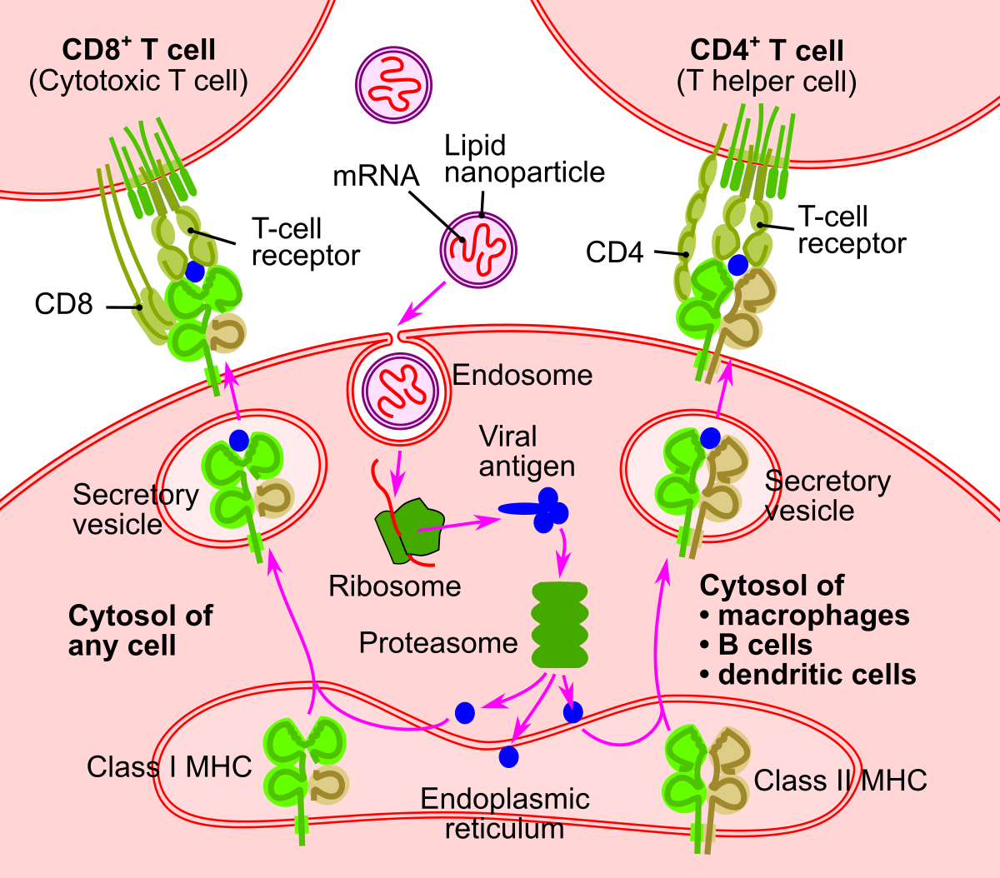 CD8⁺ T cell
(Cytotoxic T cell)
CD4⁺ T cell
(T helper cell)
Lipid
nanoparticle
mRNA
T-cell
receptor
T-cell
receptor
CD4
CD8
Endosome
Viral
antigen
Secretory
vesicle
Secretory
vesicle
Ribosome
Cytosol of
any cell
Proteasome
Cytosol of
• macrophages
• B cells
• dendritic cells
Class I MHC
Class II MHC
Endoplasmic
reticulum